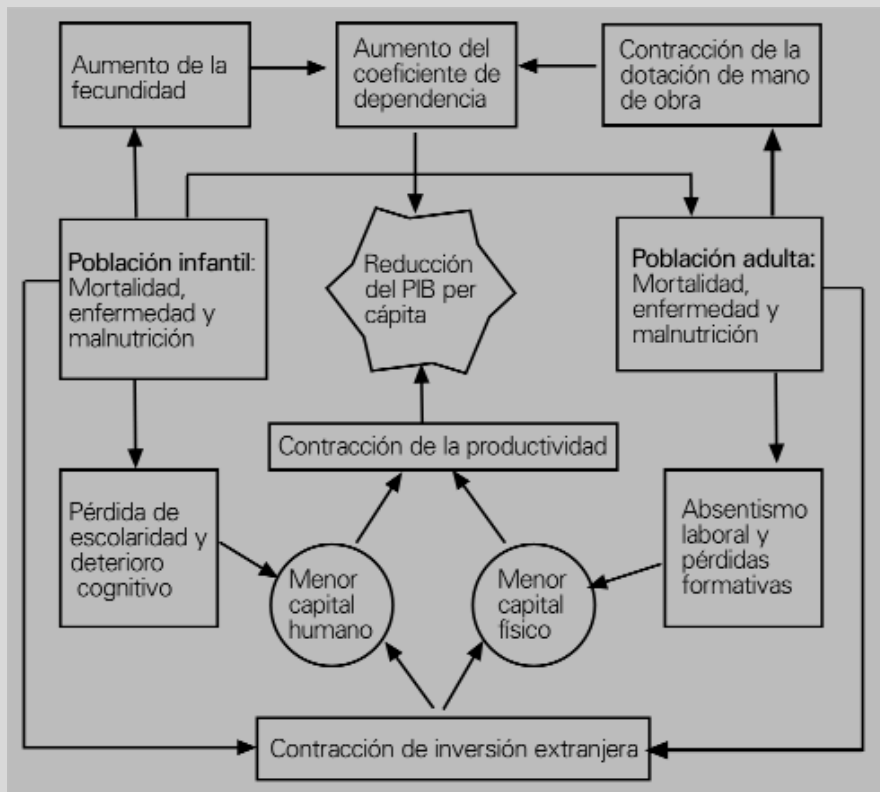 Aumento de la
fecundidad
Aumento del
coeficiente de
dependencia
Contracción de la
dotación de mano
de obra
Población infantil:
Mortalidad,
enfermedad y
malnutrición
Reducción
del PIB per
cápita
Población adulta:
Mortalidad,
enfermedad y
malnutrición
Contracción de la productividad
Pérdida de
escolaridad y
deterioro
cognitivo
Menor
capital
humano
Menor
capital
físico
Absentismo
laboral y
pérdidas
formativas
Contracción de inversión extranjera